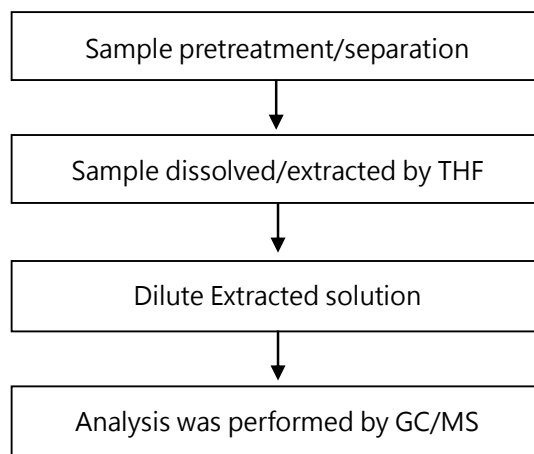 Sample pretreatment/separation
Sample dissolved/extracted by THF
Dilute Extracted solution
Analysis was performed by GC/MS